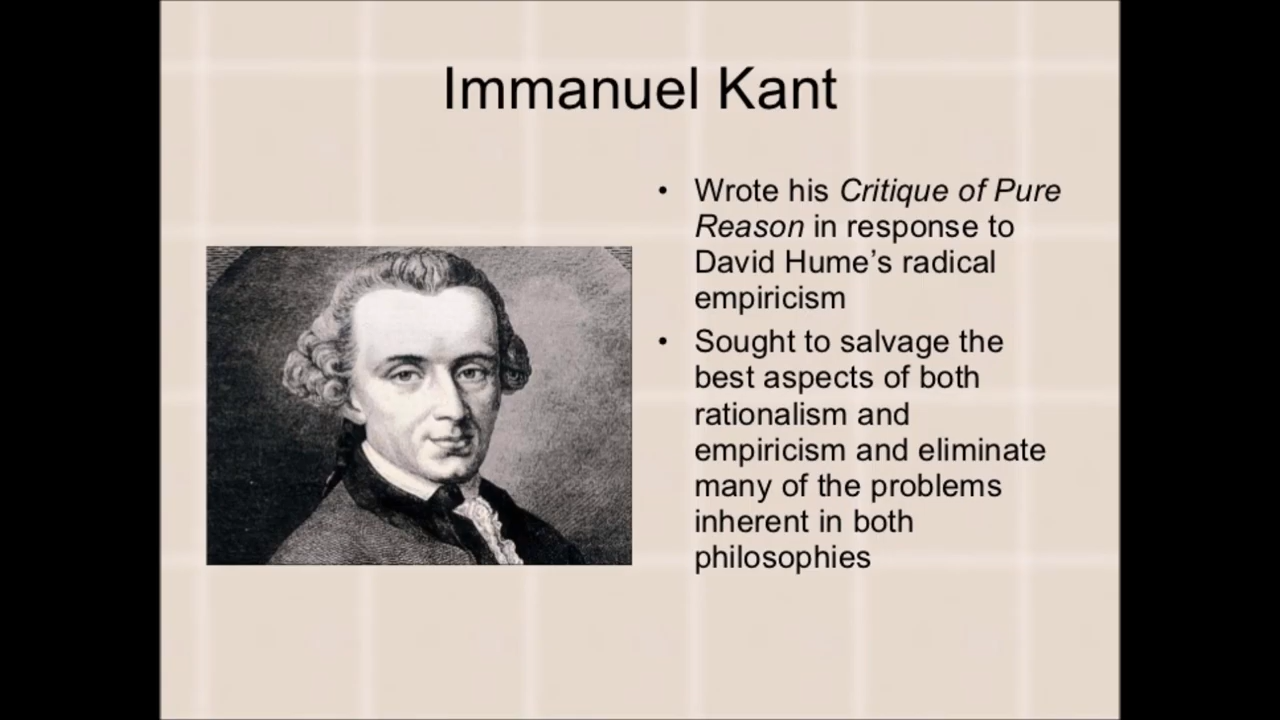 Immanuel Kant
• Wrote his Critique of Pure
Reason in response to
David Hume’s radical
empiricism
• Sought to salvage the
best aspects of both
rationalism and
empiricism and eliminate
many of the problems
inherent in both
philosophies